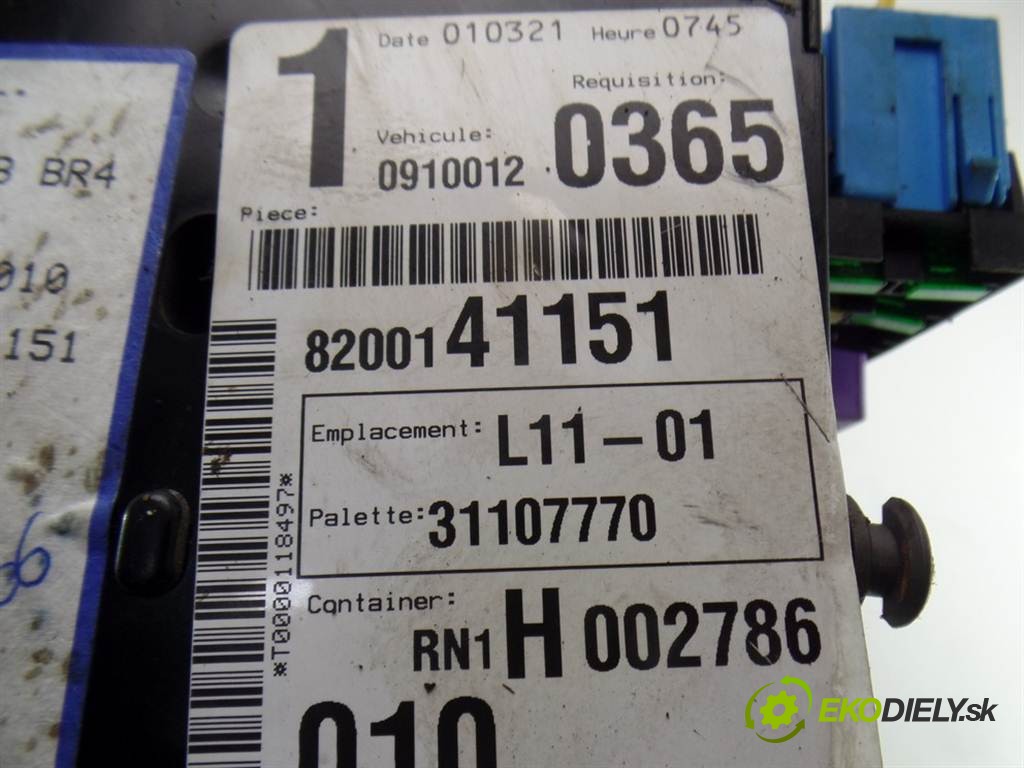 1 Date 010321 Heure 0745
Requisition:
Vehicule: 0365
0910012
Piece:
8200141151
Emplacement: L11-01
Palette: 31107770
Container:
RN1 H 002786
010
*T0000118497*
BR4
010
151
EKODIELY.sk